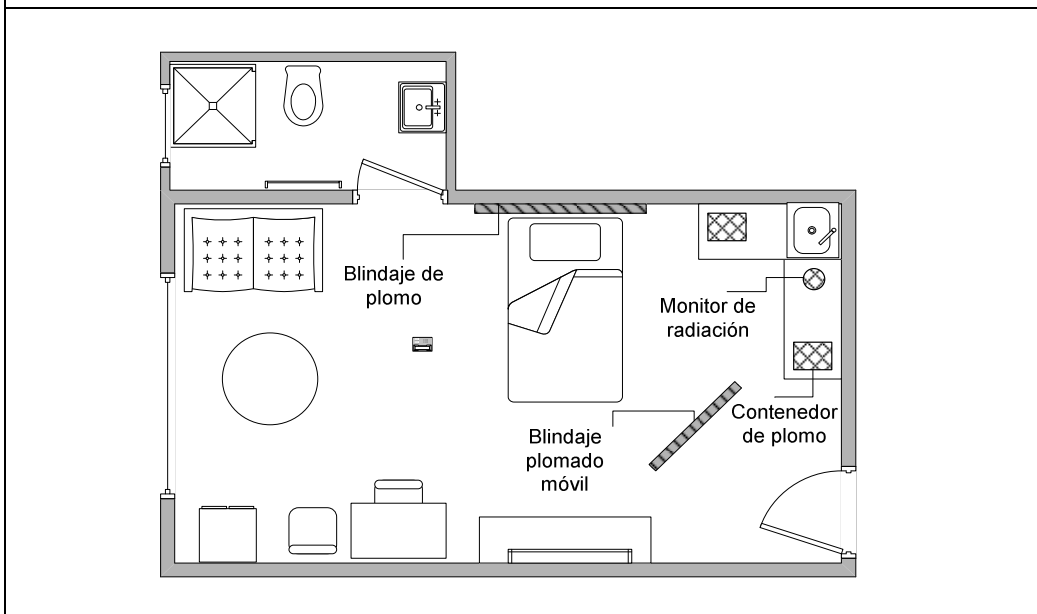 Blindaje de
plomo
Monitor de
radiación
Contenedor
de plomo
Blindaje
plomado
móvil